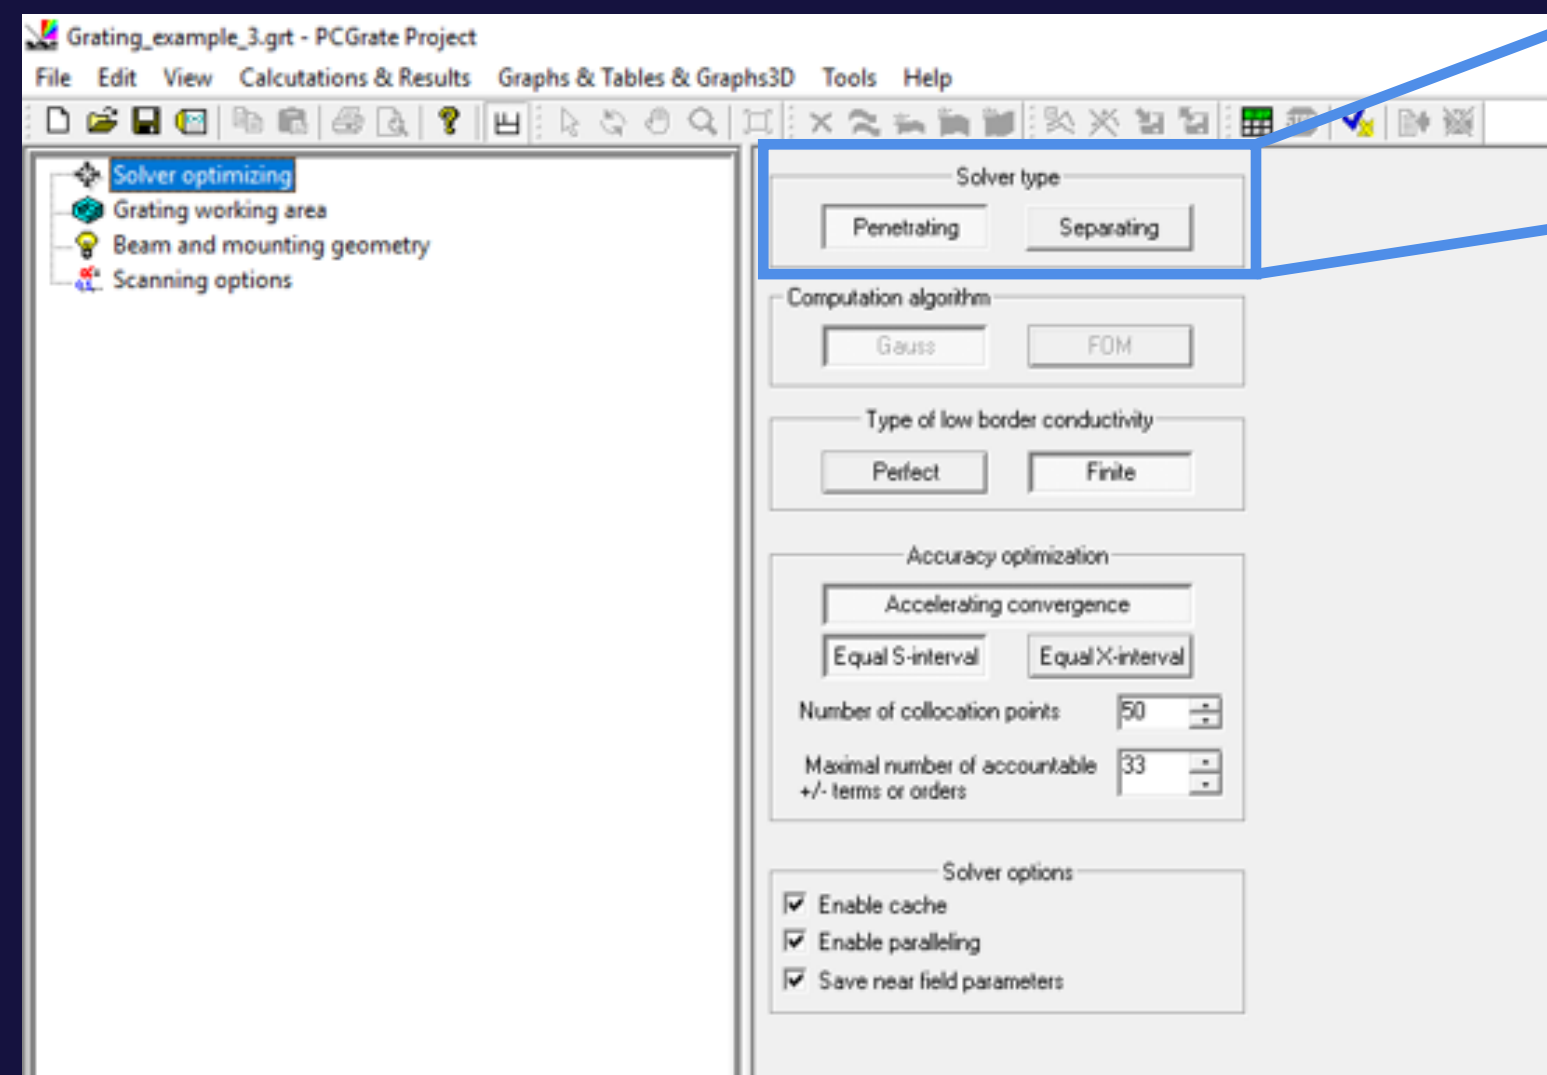 Grating_example_3.grt - PCGrate Project
File Edit View Calcutations & Results Graphs & Tables & Graphs3D Tools Help
Solver optimizing
Grating working area
Beam and mounting geometry
Scanning options
Solver type
Penetrating Separating
Computation algorithm
Gauss FOM
Type of low border conductivity
Perfect Finite
Accuracy optimization
Accelerating convergence
Equal S-interval Equal X-interval
Number of collocation points 50
Maximal number of accountable 33
+/- terms or orders
Solver options
Enable cache
Enable paralleling
Save near field parameters